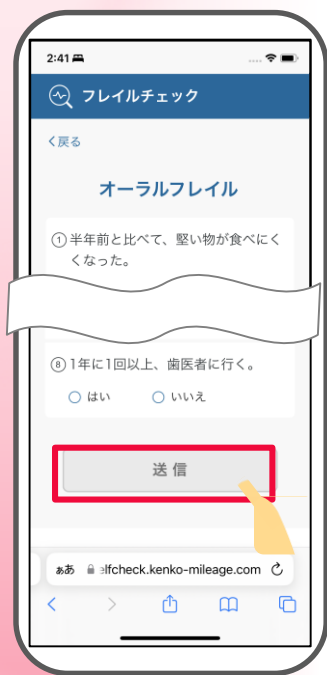 2:41
フレイルチェック
戻る
オーラルフレイル
① 半年前と比べて、堅い物が食べにく
くなった。
⑧ 1年に1回以上、歯医者に行く。
はい いいえ
送信
ぁあ elfcheck.kenko-mileage.com